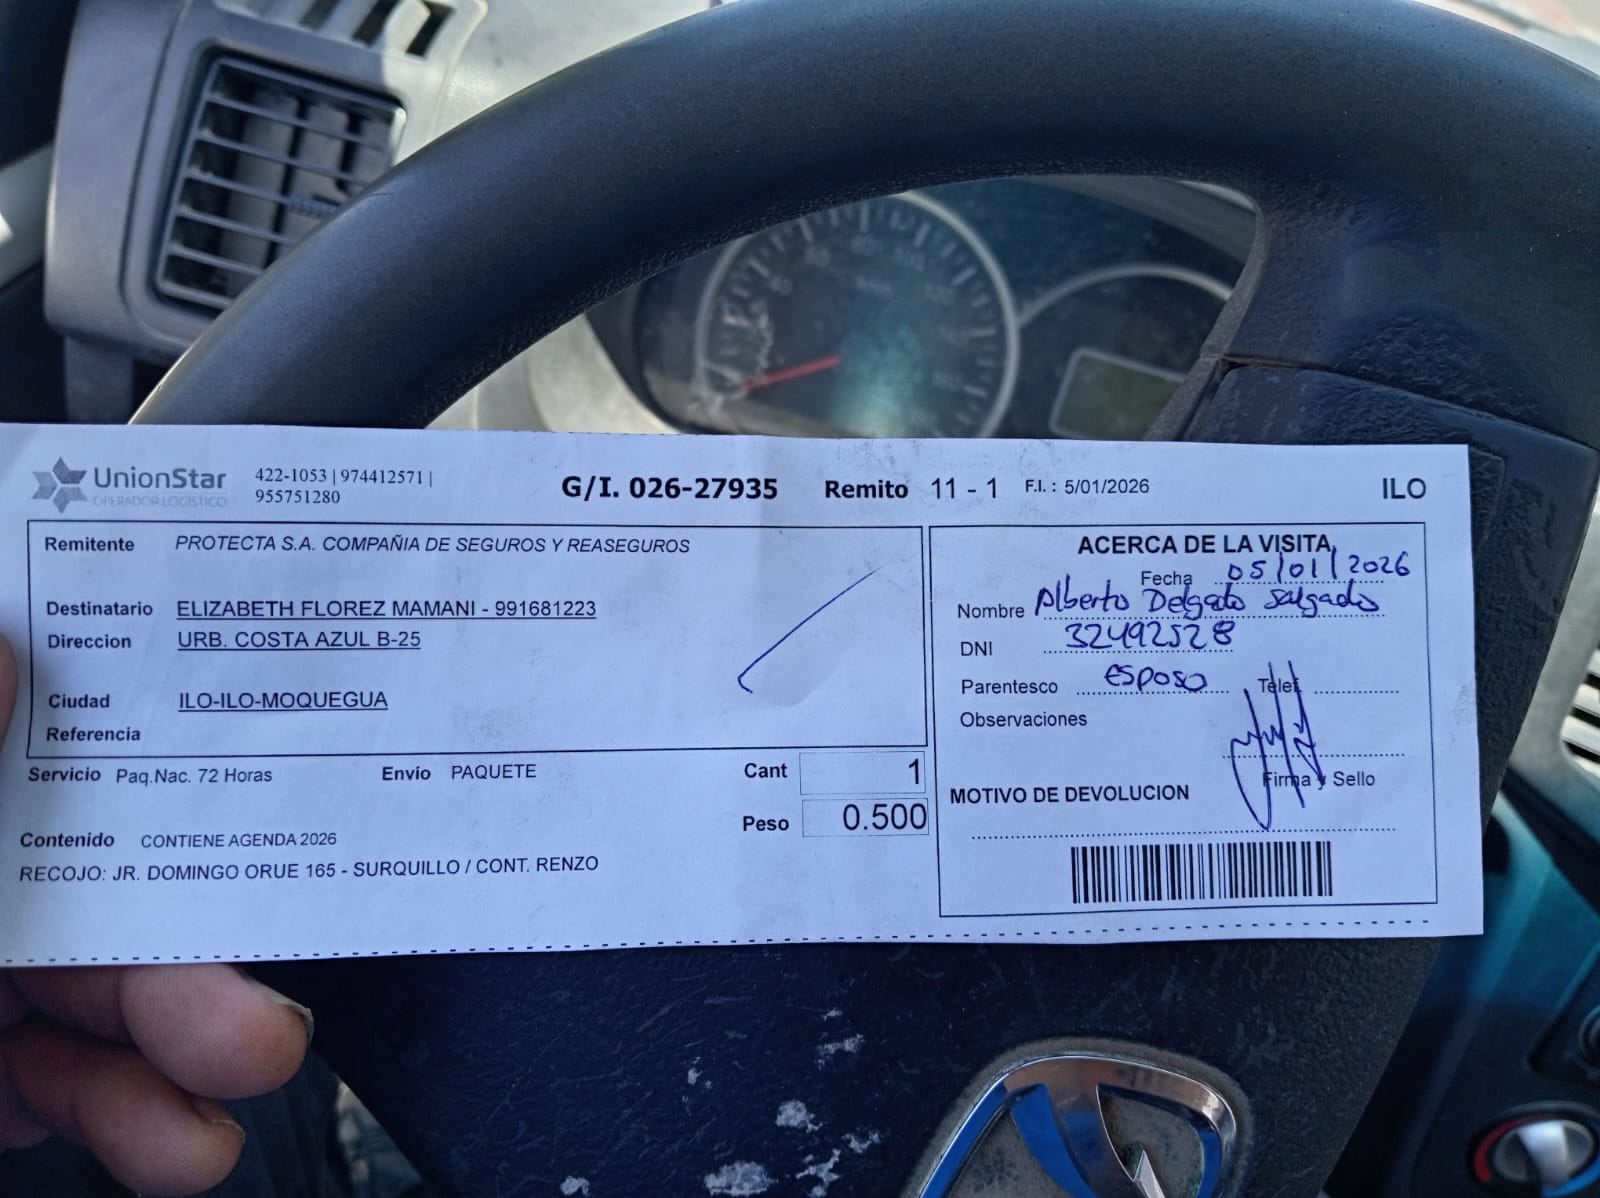 UnionStar
OPERADOR LOGISTICO
422-1053 | 974412571 |
955751280
G/I. 026-27935 Remito 11 - 1 F.I. : 5/01/2026 ILO
Remitente PROTECTA S.A. COMPAÑIA DE SEGUROS Y REASEGUROS
Destinatario ELIZABETH FLOREZ MAMANI - 991681223
Direccion URB. COSTA AZUL B-25
Ciudad ILO-ILO-MOQUEGUA
Referencia
Servicio Paq.Nac. 72 Horas Envío PAQUETE Cant 1
Peso 0.500
Contenido CONTIENE AGENDA 2026
RECOJO: JR. DOMINGO ORUE 165 - SURQUILLO / CONT. RENZO
ACERCA DE LA VISITA
Fecha 05/01/2026
Nombre Alberto Delgado Salgado
DNI 32492528
Parentesco Esposo Telef.
Observaciones
Firma y Sello
MOTIVO DE DEVOLUCION